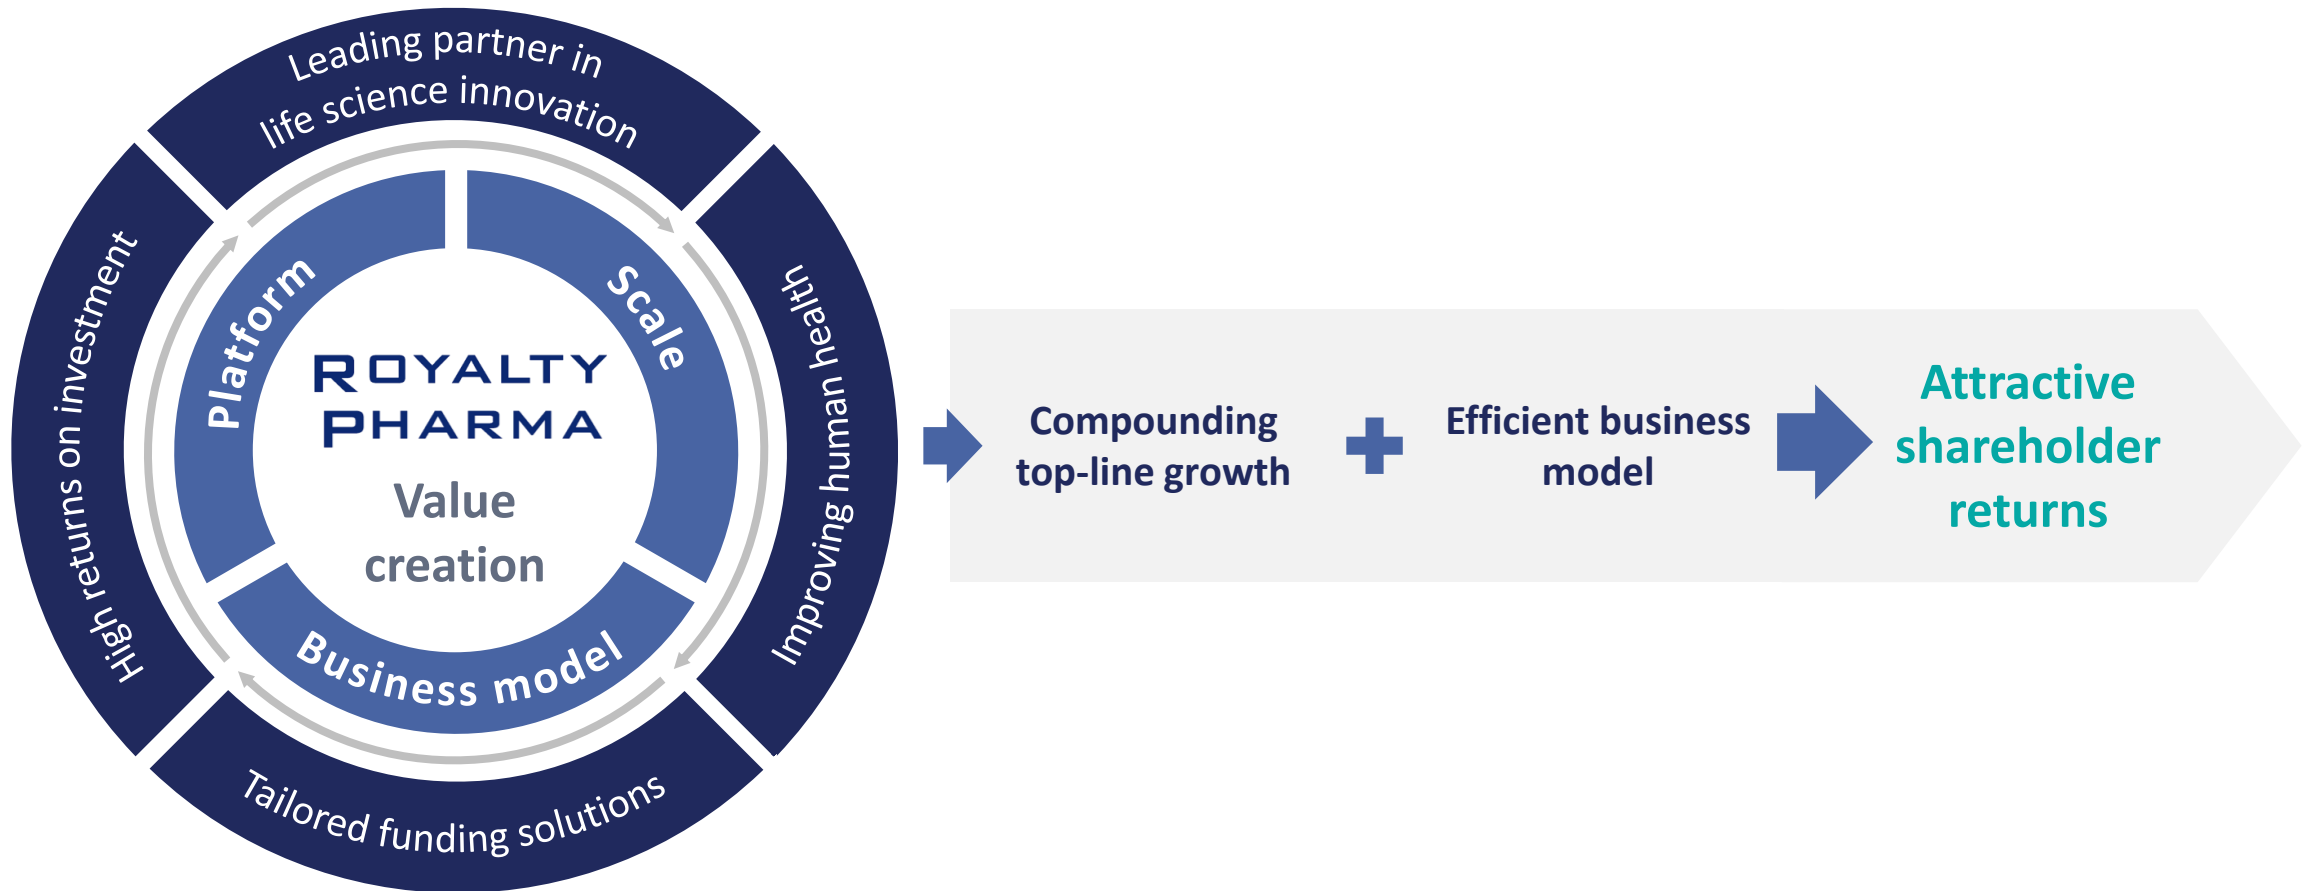 Leading partner in
life science innovation
Improving human health
Tailored funding solutions
High returns on investment
Platform
Scale
Business model
ROYALTY
PHARMA
Value
creation
Compounding
top-line growth
Efficient business
model
Attractive
shareholder
returns